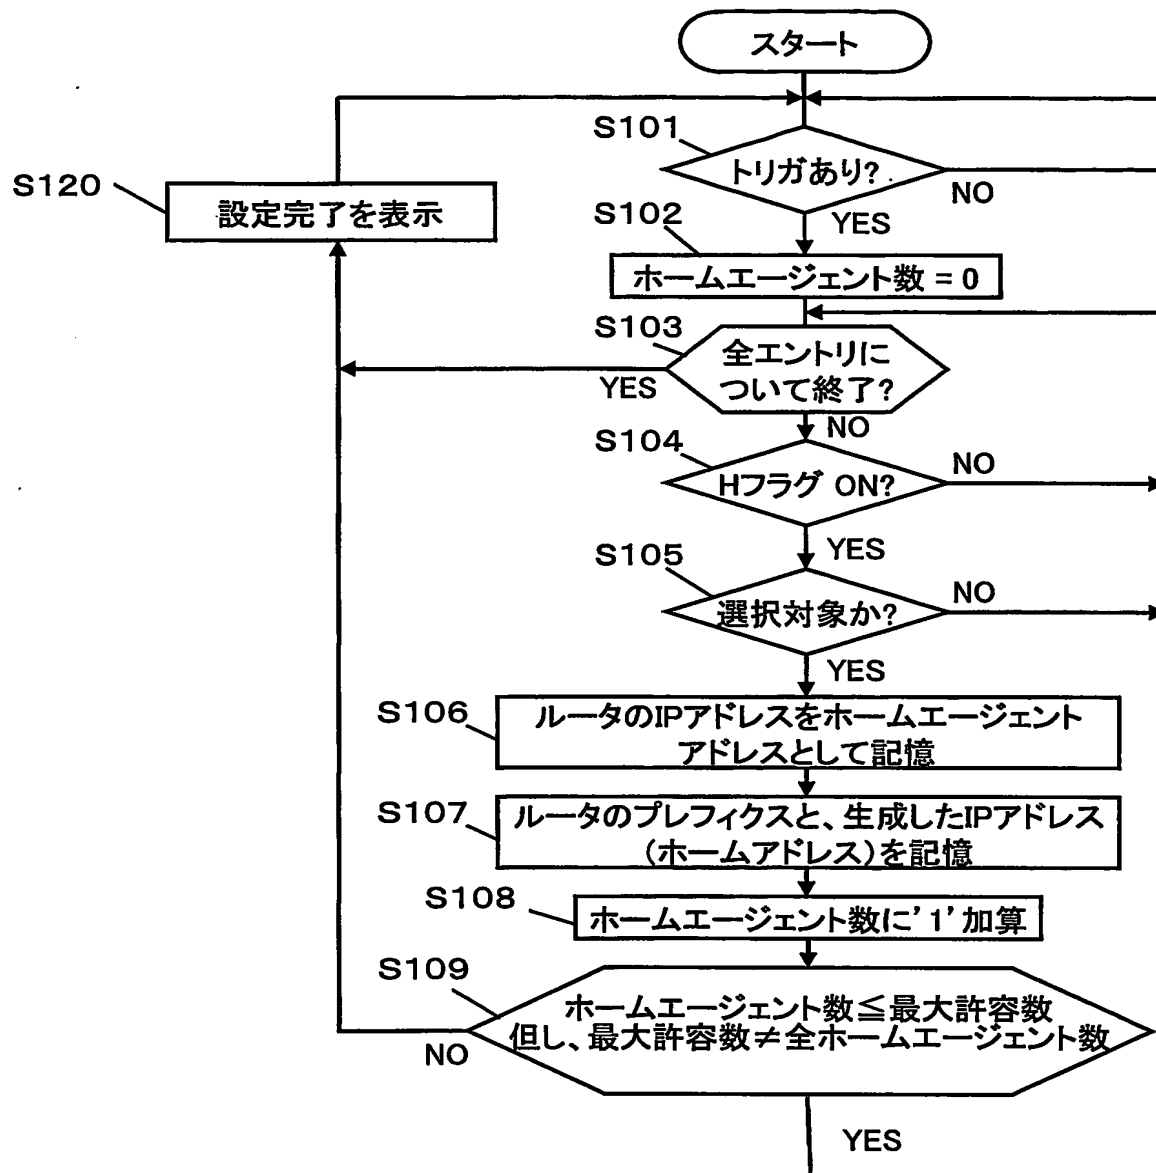 スタート
S101
トリガあり?
NO
YES
S120
設定完了を表示
S102
ホームエージェント数 = 0
S103
全エントリに
ついて終了?
YES
NO
S104
Hフラグ ON?
NO
YES
S105
選択対象か?
NO
YES
S106
ルータのIPアドレスをホームエージェント
アドレスとして記憶
S107
ルータのプレフィクスと、生成したIPアドレス
(ホームアドレス)を記憶
S108
ホームエージェント数に'1'加算
S109
ホームエージェント数≦最大許容数
但し、最大許容数≠全ホームエージェント数
NO
YES